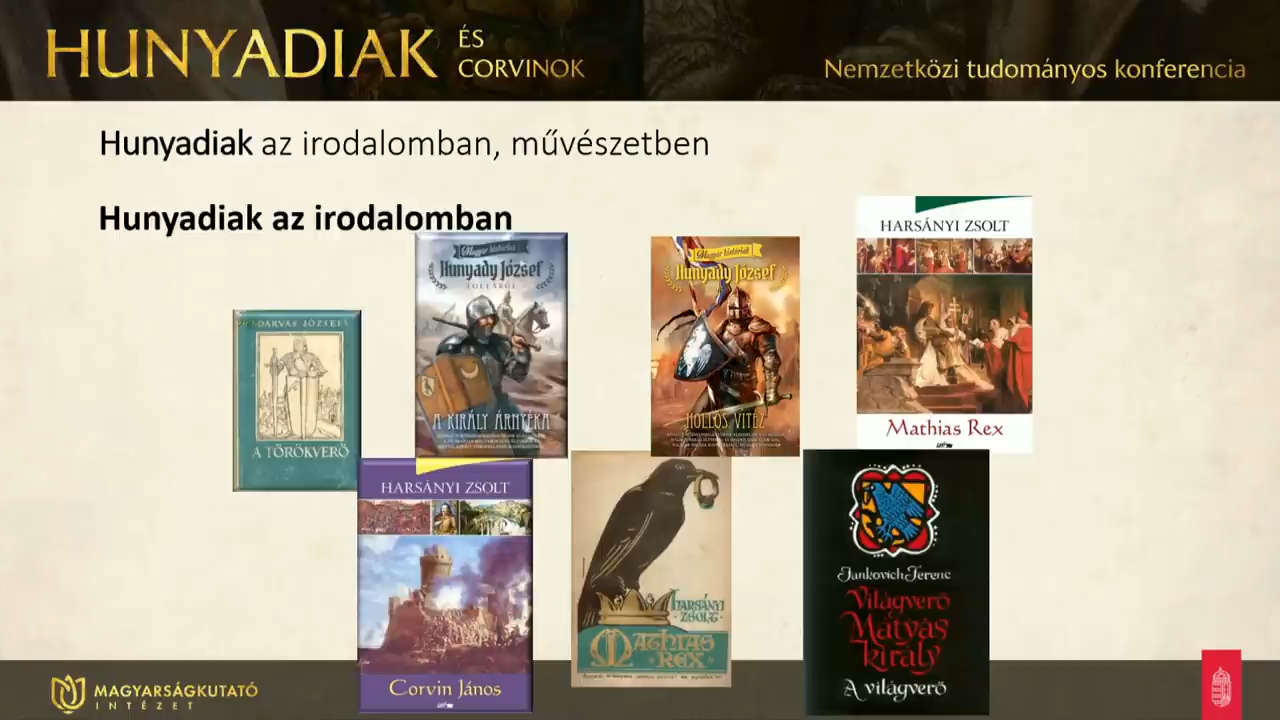 HUNYADIAK ÉS CORVINOK
Nemzetközi tudományos konferencia
Hunyadiak az irodalomban, művészetben
Hunyadiak az irodalomban
DARVAS JÓZSEF
A TÖRÖKVERŐ
Magyar históriák
Hunyady József
TOLLÁBÓL
A KIRÁLY ÁRNYÉKA
Magyar históriák
Hunyady József
HOLLÓS VITÉZ
HARSÁNYI ZSOLT
Mathias Rex
HARSÁNYI ZSOLT
Corvin János
HARSÁNYI
ZSOLT
MATHIAS
REX
Jankovich Ferenc
Világverő
Mátyás
király
A világverő
MAGYARSÁGKUTATÓ
INTÉZET